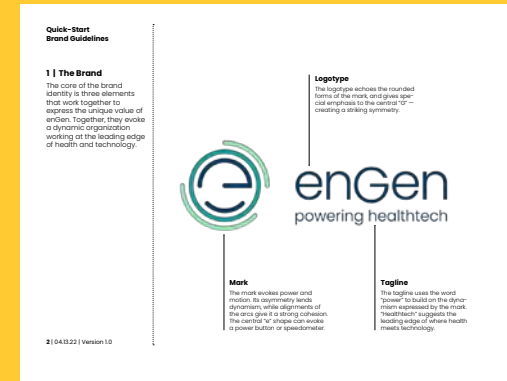 Quick-Start
Brand Guidelines
1 | The Brand
The core of the brand
identity is three elements
that work together to
express the unique value of
enGen. Together, they evoke
a dynamic organization
working at the leading edge
of health and technology.
Logotype
The logotype echoes the rounded
forms of the mark, and gives spe-
cial emphasis to the central "G" —
creating a striking symmetry.
e
enGen
powering healthtech
Mark
The mark evokes power and
motion. Its asymmetry lends
dynamism, while alignments of
the arcs give it a strong cohesion.
The central "e" shape can evoke
a power button or speedometer.
Tagline
The tagline uses the word
"power" to build on the dyna-
mism expressed by the mark.
"Healthtech" suggests the
leading edge of where health
meets technology.
2 | 04.13.22 | Version 1.0